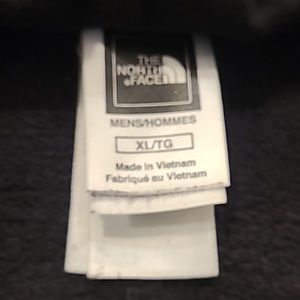 THE
NORTH
FACE
MENS/HOMMES
XL/TG
Made in Vietnam
Fabriqué au Vietnam